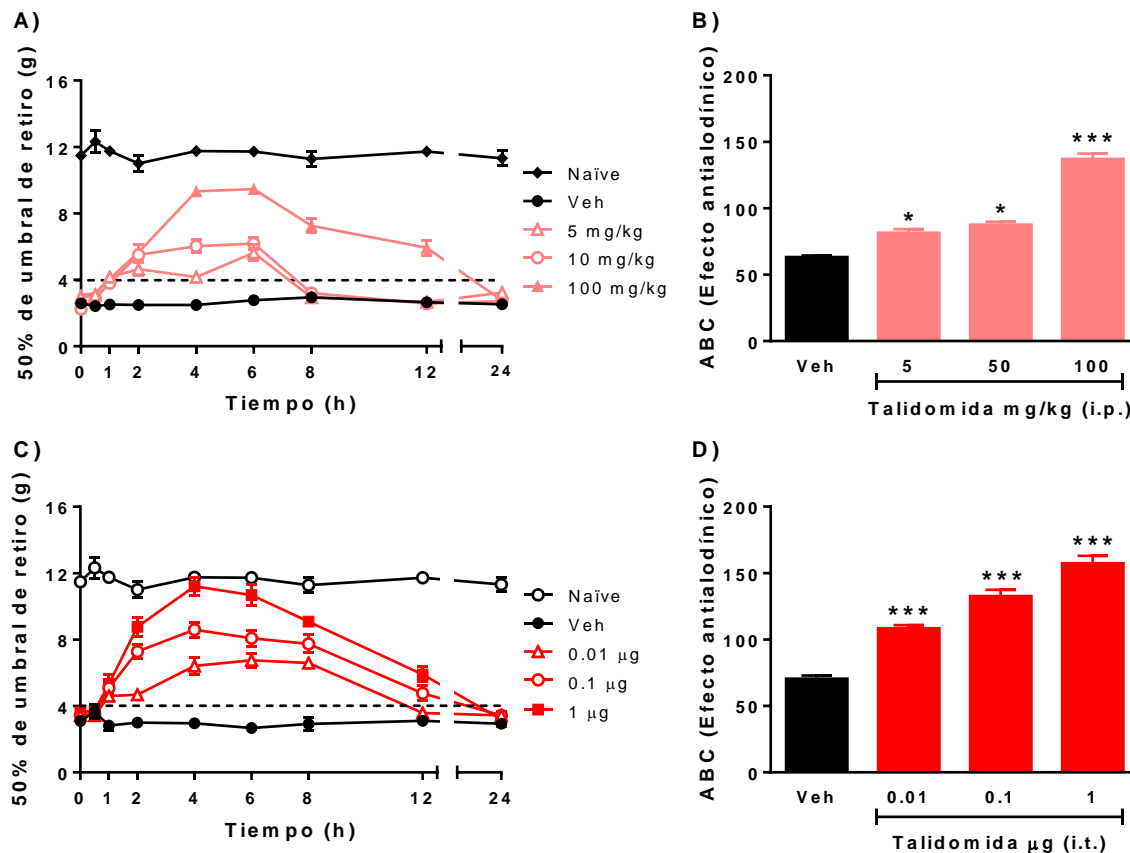 A)
50% de umbral de retiro (g)
16
12
8
4
0
0 1 2 4 6 8 12 24
Tiempo (h)
Naïve
Veh
5 mg/kg
10 mg/kg
100 mg/kg
B)
ABC (Efecto antialodínico)
200
150
100
50
0
* * ***
Veh 5 50 100
Talidomida mg/kg (i.p.)
C)
50% de umbral de retiro (g)
16
12
8
4
0
0 1 2 4 6 8 12 24
Tiempo (h)
Naïve
Veh
0.01 µg
0.1 µg
1 µg
D)
ABC (Efecto antialodínico)
200
150
100
50
0
*** *** ***
Veh 0.01 0.1 1
Talidomida µg (i.t.)